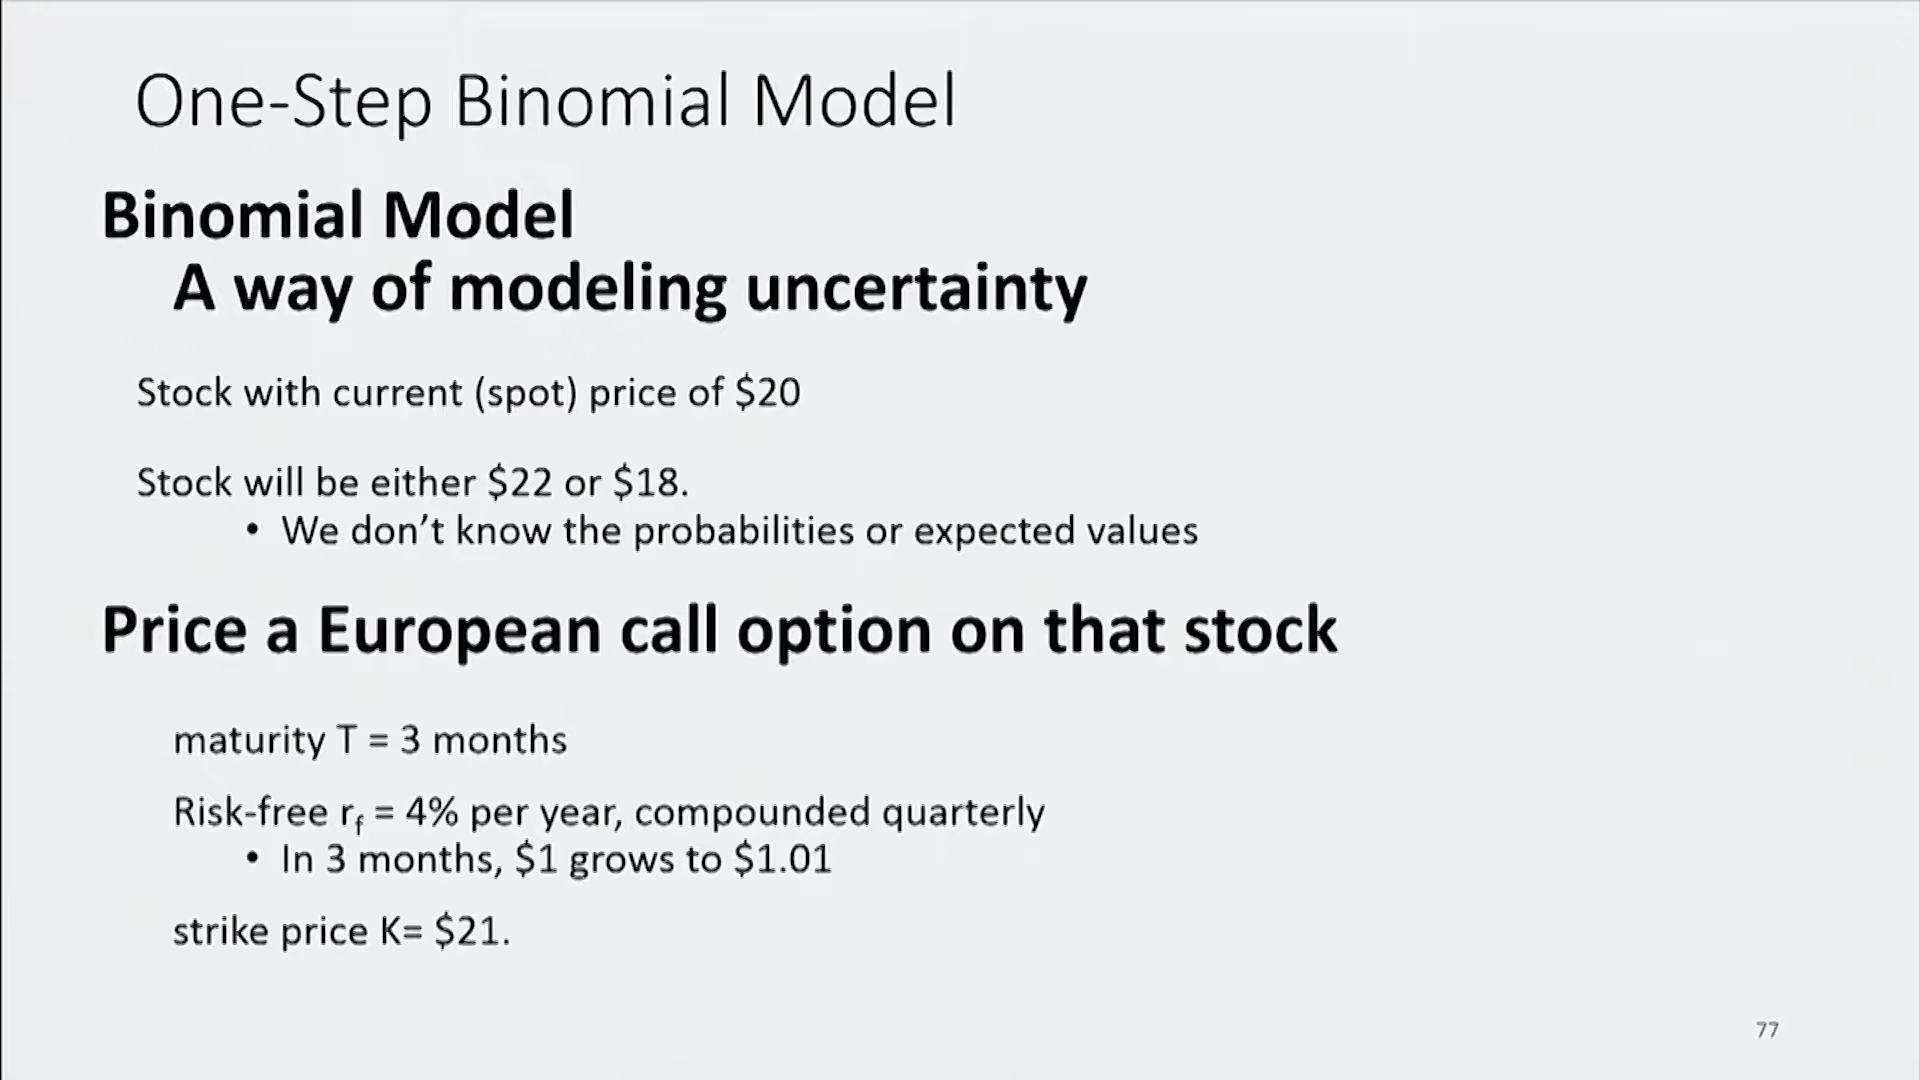 One-Step Binomial Model
Binomial Model
A way of modeling uncertainty
Stock with current (spot) price of $20
Stock will be either $22 or $18.
• We don’t know the probabilities or expected values
Price a European call option on that stock
maturity T = 3 months
Risk-free rf = 4% per year, compounded quarterly
• In 3 months, $1 grows to $1.01
strike price K= $21.
77